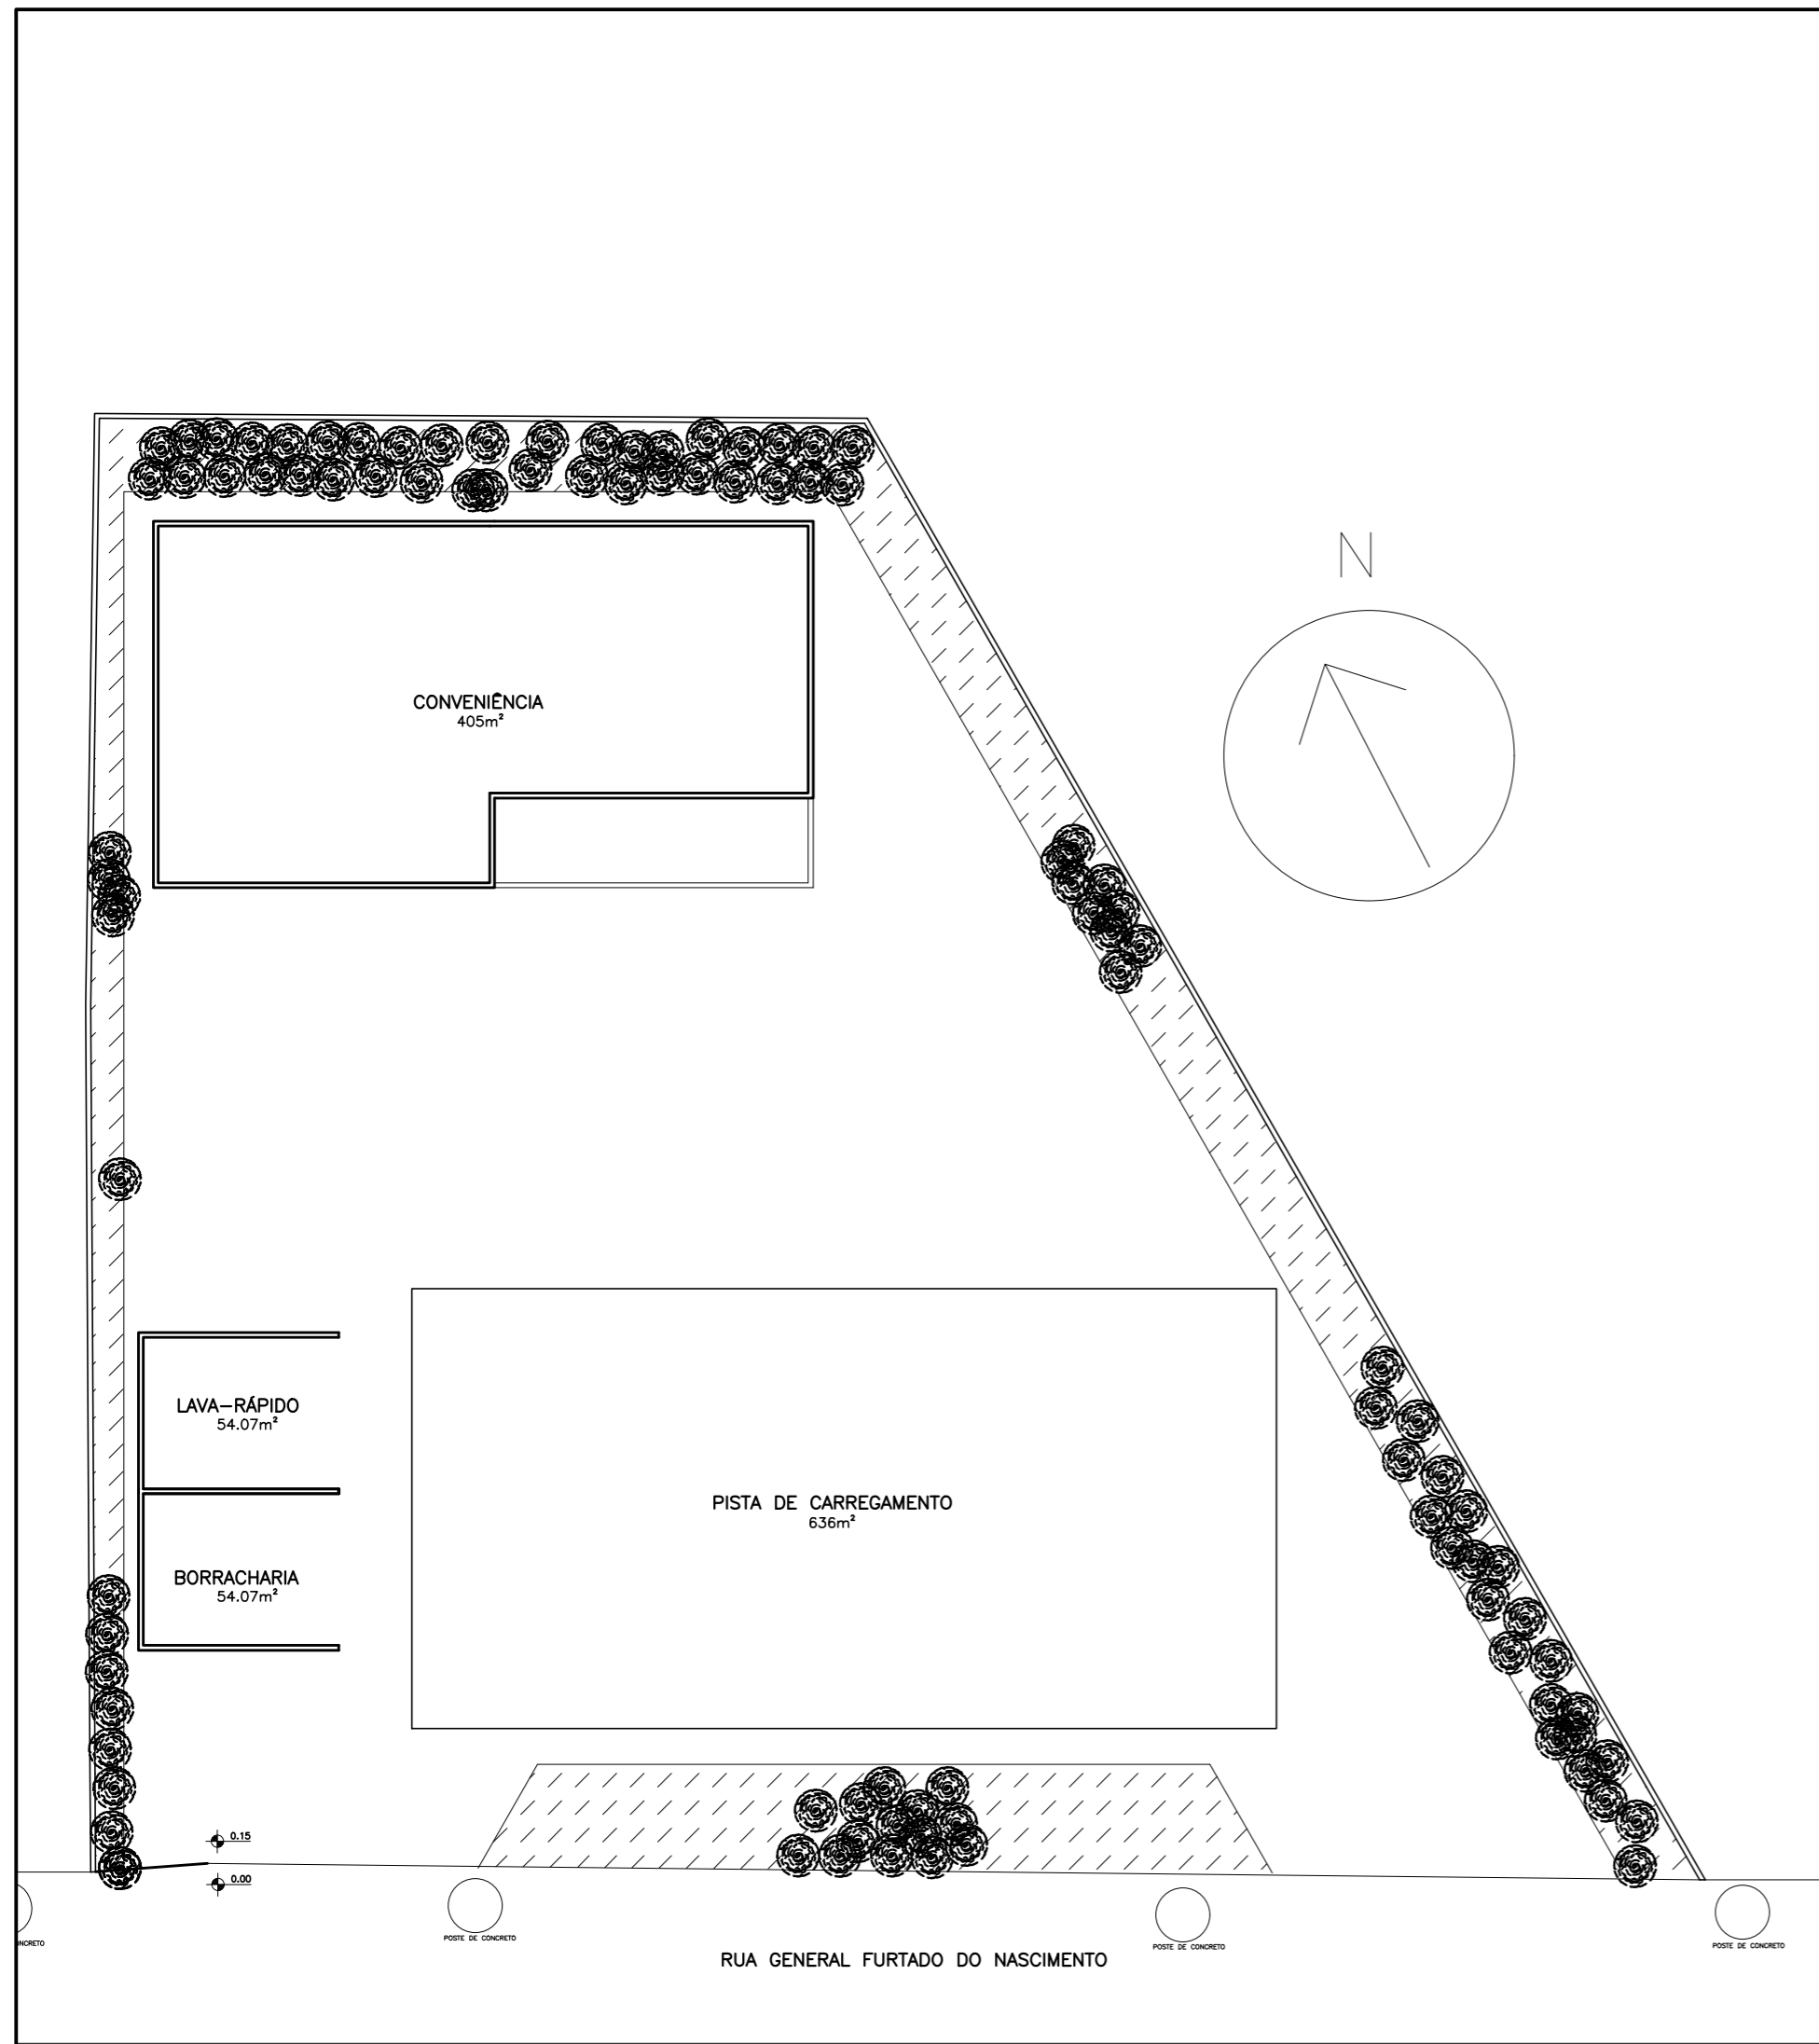 N
CONVENIÊNCIA
405m²
LAVA-RÁPIDO
54.07m²
PISTA DE CARREGAMENTO
636m²
BORRACHARIA
54.07m²
0.15
0.00
NCRETO
POSTE DE CONCRETO
POSTE DE CONCRETO
POSTE DE CONCRETO
RUA GENERAL FURTADO DO NASCIMENTO